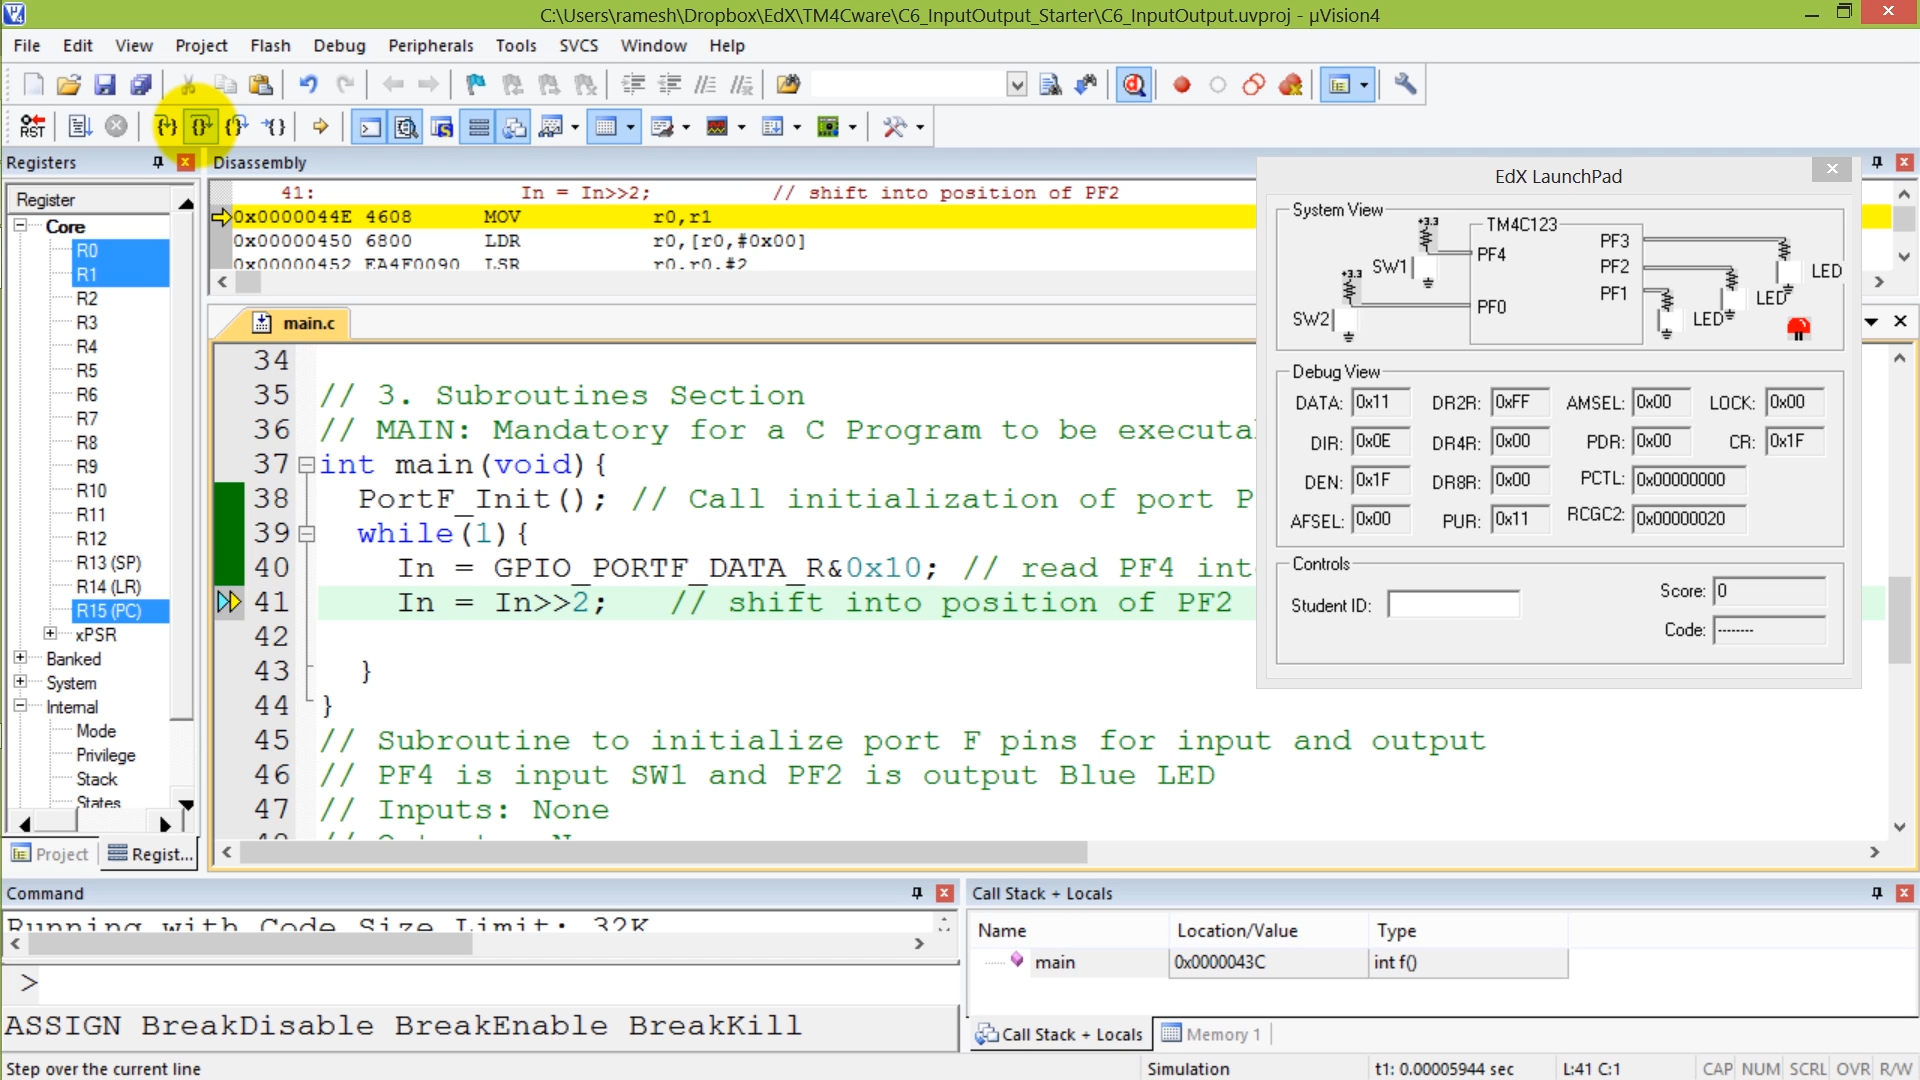 C:\Users\ramesh\Dropbox\EdX\TM4Cware\C6_InputOutput_Starter\C6_InputOutput.uvproj - µVision4
File Edit View Project Flash Debug Peripherals Tools SVCS Window Help
RST
Registers
Disassembly
Register
Core
R0
R1
R2
R3
R4
R5
R6
R7
R8
R9
R10
R11
R12
R13 (SP)
R14 (LR)
R15 (PC)
xPSR
Banked
System
Internal
Mode
Privilege
Stack
States
Project Regist...
41: In = In>>2; // shift into position of PF2
0x0000044E 4608 MOV r0,r1
0x00000450 6800 LDR r0,[r0,#0x00]
0x00000452 EA4F0090 LSR r0,r0,#2
main.c
34
35 // 3. Subroutines Section
36 // MAIN: Mandatory for a C Program to be executa
37 int main(void){
38 PortF_Init(); // Call initialization of port P
39 while(1){
40 In = GPIO_PORTF_DATA_R&0x10; // read PF4 int
41 In = In>>2; // shift into position of PF2
42
43 }
44 }
45 // Subroutine to initialize port F pins for input and output
46 // PF4 is input SW1 and PF2 is output Blue LED
47 // Inputs: None
EdX LaunchPad
System View
+3.3
TM4C123
PF3
SW1 PF4
PF2 LED
+3.3
PF1 LED
SW2 PF0
LED
Debug View
DATA: 0x11 DR2R: 0xFF AMSEL: 0x00 LOCK: 0x00
DIR: 0x0E DR4R: 0x00 PDR: 0x00 CR: 0x1F
DEN: 0x1F DR8R: 0x00 PCTL: 0x00000000
AFSEL: 0x00 PUR: 0x11 RCGC2: 0x00000020
Controls
Student ID:
Score: 0
Code: --------
Command
Running with Code Size Limit: 32K
>
ASSIGN BreakDisable BreakEnable BreakKill
Call Stack + Locals
Name Location/Value Type
main 0x0000043C int f()
Call Stack + Locals Memory 1
Step over the current line Simulation t1: 0.00005944 sec L:41 C:1 CAP NUM SCRL OVR R/W